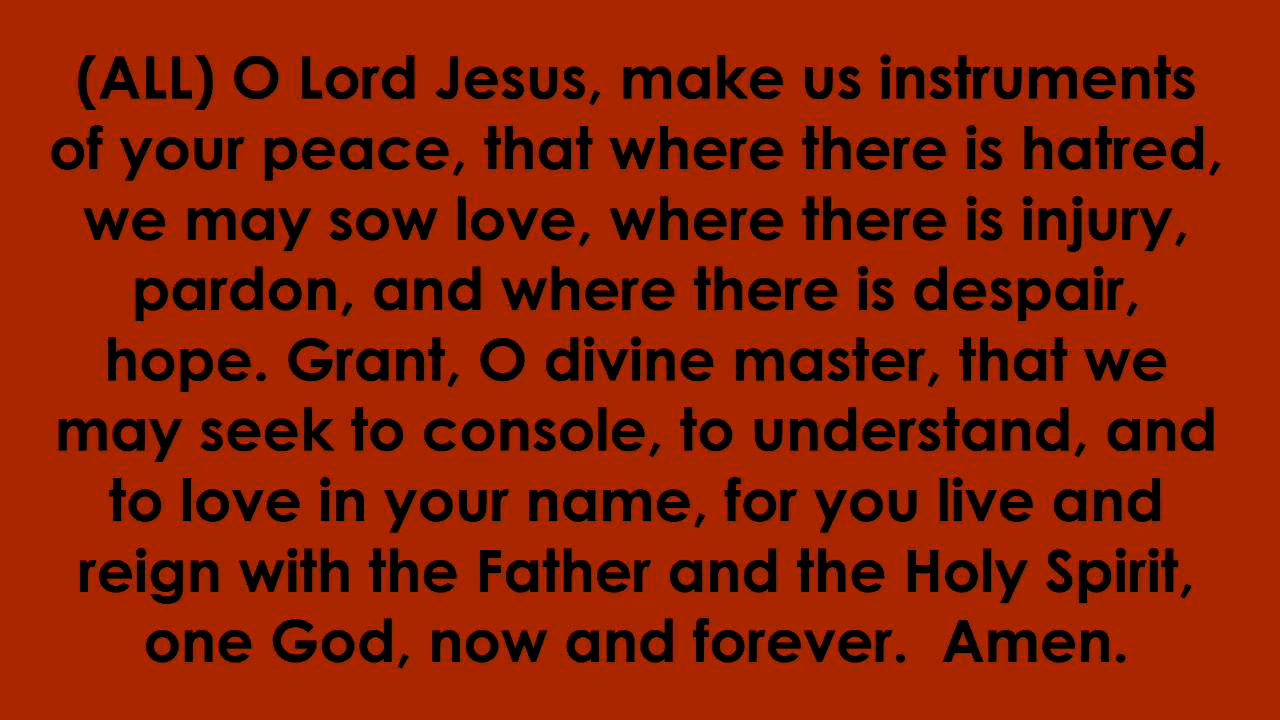 (ALL) O Lord Jesus, make us instruments
of your peace, that where there is hatred,
we may sow love, where there is injury,
pardon, and where there is despair,
hope. Grant, O divine master, that we
may seek to console, to understand, and
to love in your name, for you live and
reign with the Father and the Holy Spirit,
one God, now and forever.  Amen.